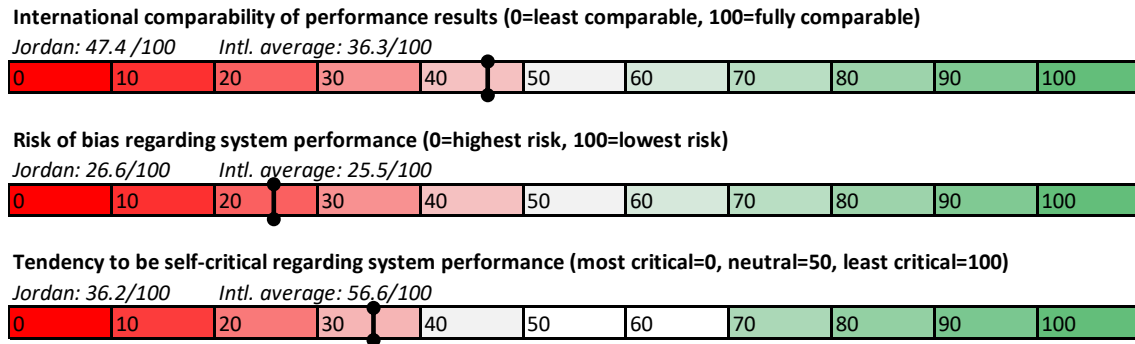 International comparability of performance results (0=least comparable, 100=fully comparable)
Jordan: 47.4 /100 Intl. average: 36.3/100
0 10 20 30 40 50 60 70 80 90 100
Risk of bias regarding system performance (0=highest risk, 100=lowest risk)
Jordan: 26.6/100 Intl. average: 25.5/100
0 10 20 30 40 50 60 70 80 90 100
Tendency to be self-critical regarding system performance (most critical=0, neutral=50, least critical=100)
Jordan: 36.2/100 Intl. average: 56.6/100
0 10 20 30 40 50 60 70 80 90 100